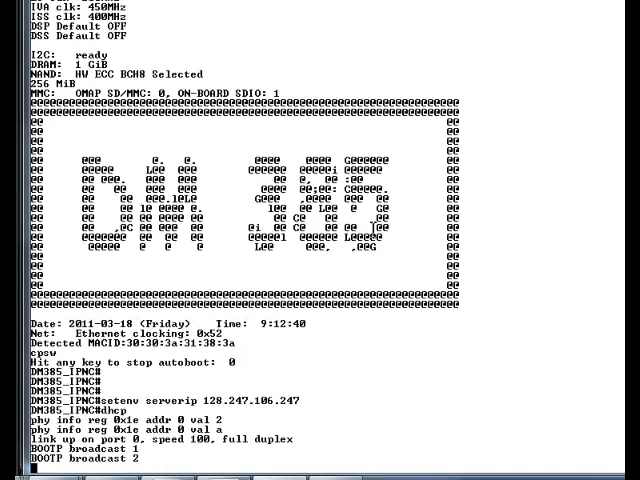 IVA clk: 450MHz
ISS clk: 400MHz
DSP Default OFF
DSS Default OFF
I2C: ready
DRAM: 1 GiB
NAND: HW ECC BCH8 Selected
256 MiB
MMC: OMAP SD/MMC: 0, ON-BOARD SDIO: 1
DM 385
Date: 2011-03-18 (Friday) Time: 9:12:40
Net: Ethernet clocking: 0x52
Detected MACID:30:30:3a:31:38:3a
cpsw
Hit any key to stop autoboot: 0
DM385_IPNC#
DM385_IPNC#
DM385_IPNC#
DM385_IPNC#setenv serverip 128.247.106.247
DM385_IPNC#dhcp
phy info reg 0x1e addr 0 val 2
phy info reg 0x1e addr 0 val a
link up on port 0, speed 100, full duplex
BOOTP broadcast 1
BOOTP broadcast 2